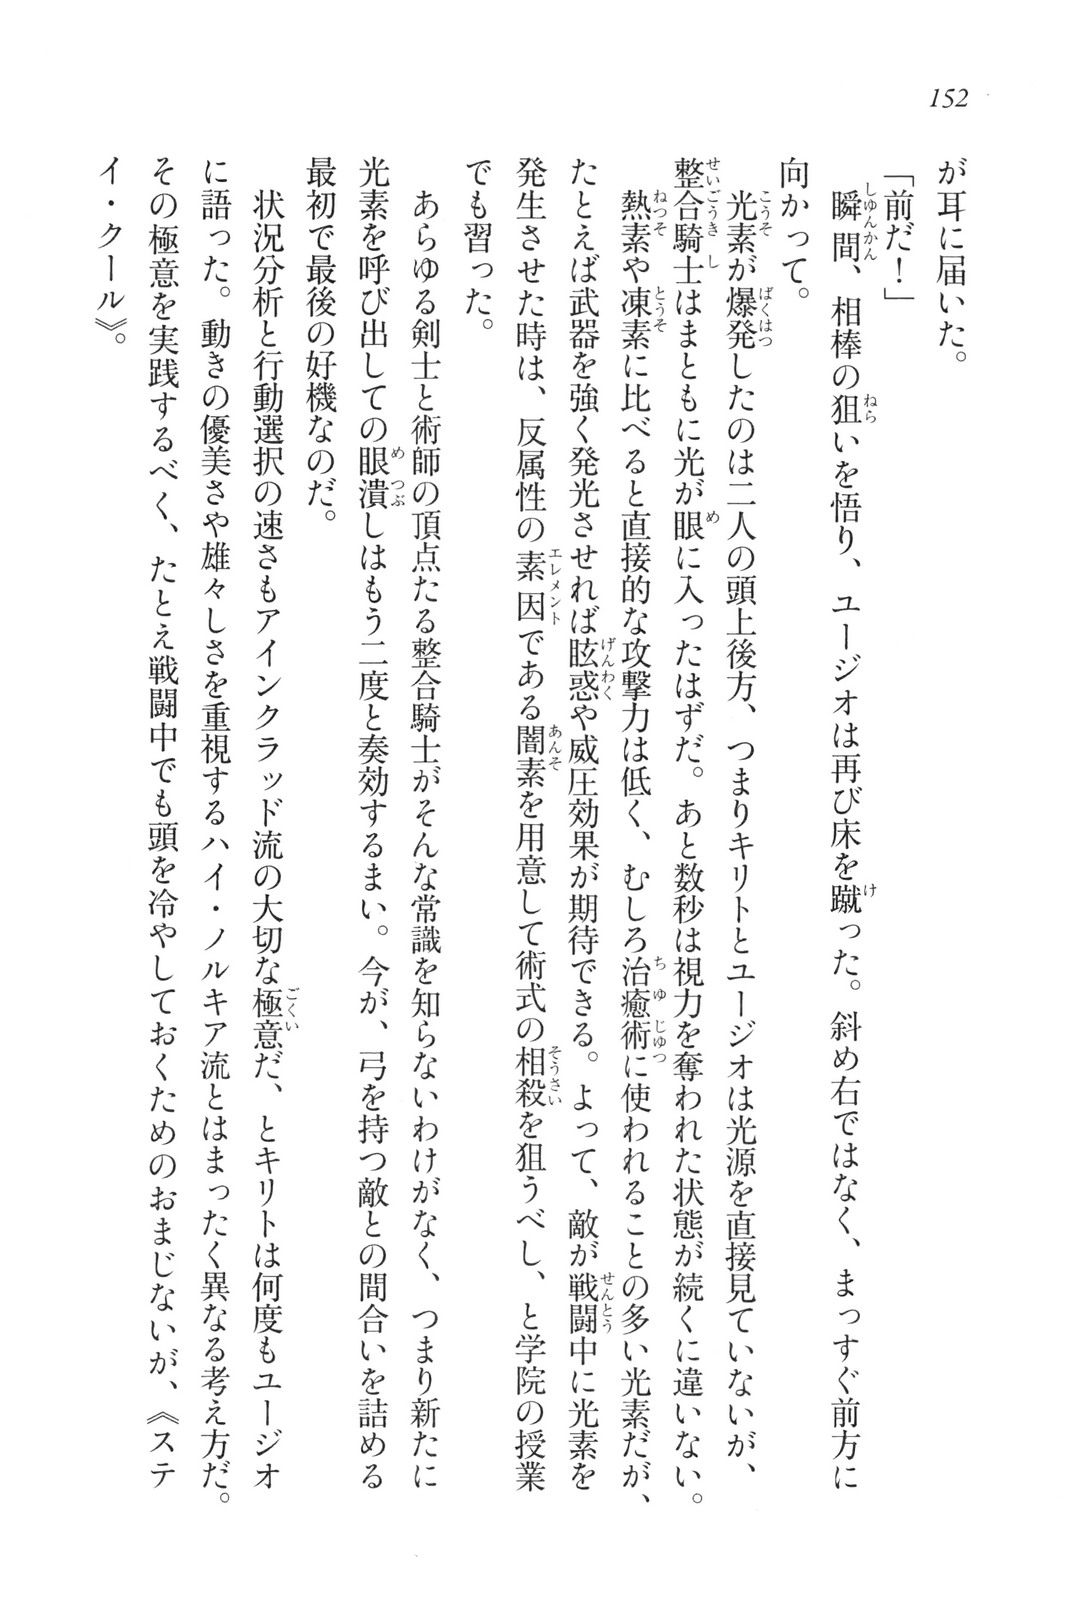 152
が耳に届いた。
「前だ！」
瞬間、相棒の狙いを悟り、ユージオは再び床を蹴った。斜め右ではなく、まっすぐ前方に
向かって。
光素が爆発したのは二人の頭上後方、つまりキリトとユージオは光源を直接見ていないが、
整合騎士はまともに光が眼に入ったはずだ。あと数秒は視力を奪われた状態が続くに違いない。
熱素や凍素に比べると直接的な攻撃力は低く、むしろ治癒術に使われることの多い光素だが、
たとえば武器を強く発光させれば眩惑や威圧効果が期待できる。よって、敵が戦闘中に光素を
発生させた時は、反属性の素因である闇素を用意して術式の相殺を狙うべし、と学院の授業
でも習った。
あらゆる剣士と術師の頂点たる整合騎士がそんな常識を知らないわけがなく、つまり新たに
光素を呼び出しての眼潰しはもう二度と奏効するまい。今が、弓を持つ敵との間合いを詰める
最初で最後の好機なのだ。
状況分析と行動選択の速さもアインクラッド流の大切な極意だ、とキリトは何度もユージオ
に語った。動きの優美さや雄々しさを重視するハイ・ノルキア流とはまったく異なる考え方だ。
その極意を実践するべく、たとえ戦闘中でも頭を冷やしておくためのおまじないが、《ステ
イ・クール》。